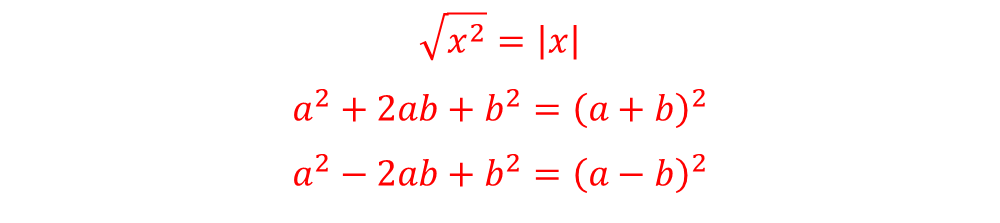 √x² = |x|
a² + 2ab + b² = (a + b)²
a² − 2ab + b² = (a − b)²